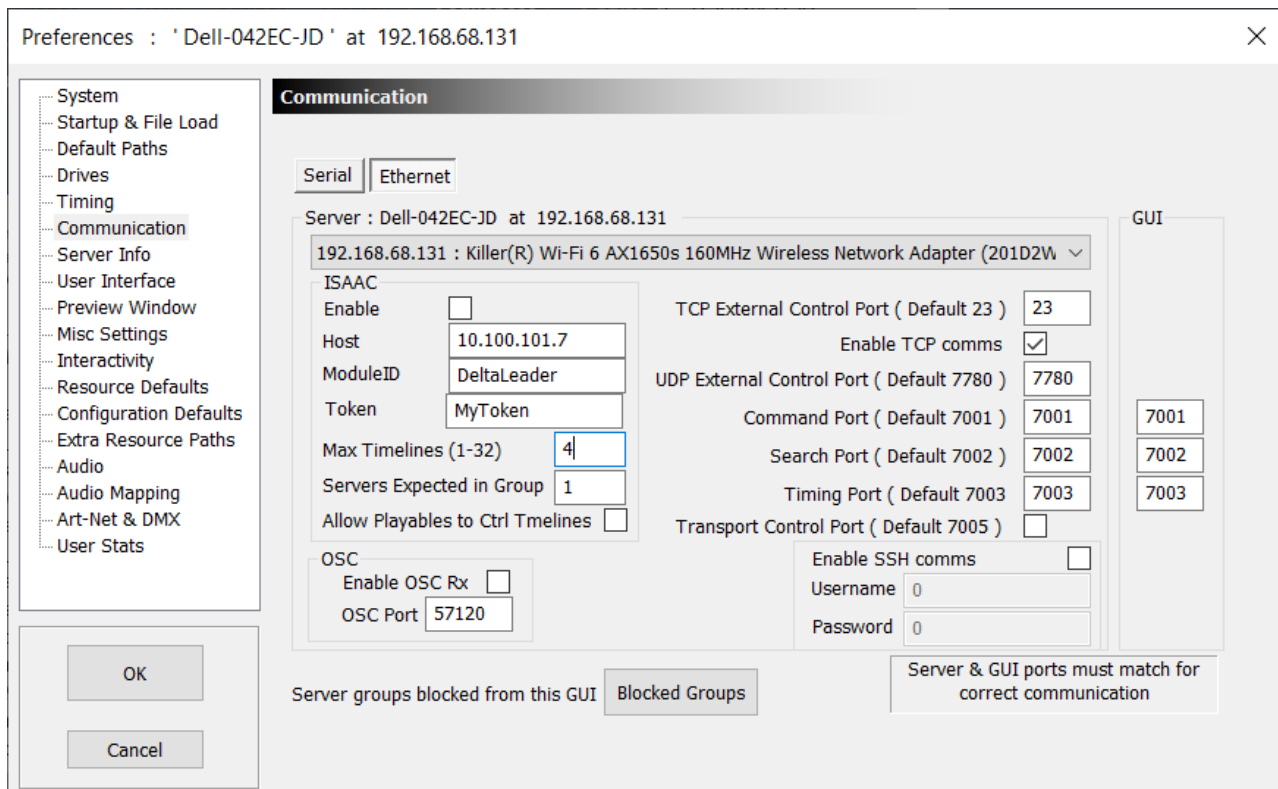 Preferences : ' Dell-042EC-JD ' at 192.168.68.131
System
Startup & File Load
Default Paths
Drives
Timing
Communication
Server Info
User Interface
Preview Window
Misc Settings
Interactivity
Resource Defaults
Configuration Defaults
Extra Resource Paths
Audio
Audio Mapping
Art-Net & DMX
User Stats
OK
Cancel
Communication
Serial
Ethernet
Server : Dell-042EC-JD at 192.168.68.131
192.168.68.131 : Killer(R) Wi-Fi 6 AX1650s 160MHz Wireless Network Adapter (201D2W
ISAAC
Enable
Host 10.100.101.7
ModuleID DeltaLeader
Token MyToken
Max Timelines (1-32) 4
Servers Expected in Group 1
Allow Playables to Ctrl Tmelines
OSC
Enable OSC Rx
OSC Port 57120
TCP External Control Port ( Default 23 ) 23
Enable TCP comms
UDP External Control Port ( Default 7780 ) 7780
Command Port ( Default 7001 ) 7001
Search Port ( Default 7002 ) 7002
Timing Port ( Default 7003 7003
Transport Control Port ( Default 7005 )
Enable SSH comms
Username 0
Password 0
GUI
7001
7002
7003
Server groups blocked from this GUI Blocked Groups
Server & GUI ports must match for
correct communication